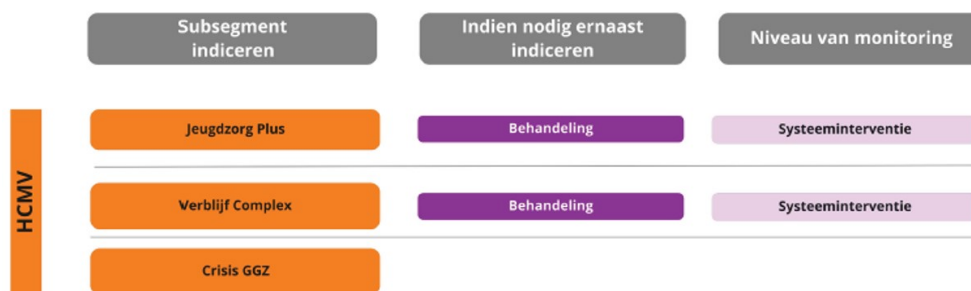 Subsegment
indiceren
Indien nodig ernaast
indiceren
Niveau van monitoring
HCMV
Jeugdzorg Plus
Behandeling
Systeeminterventie
Verblijf Complex
Behandeling
Systeeminterventie
Crisis GGZ